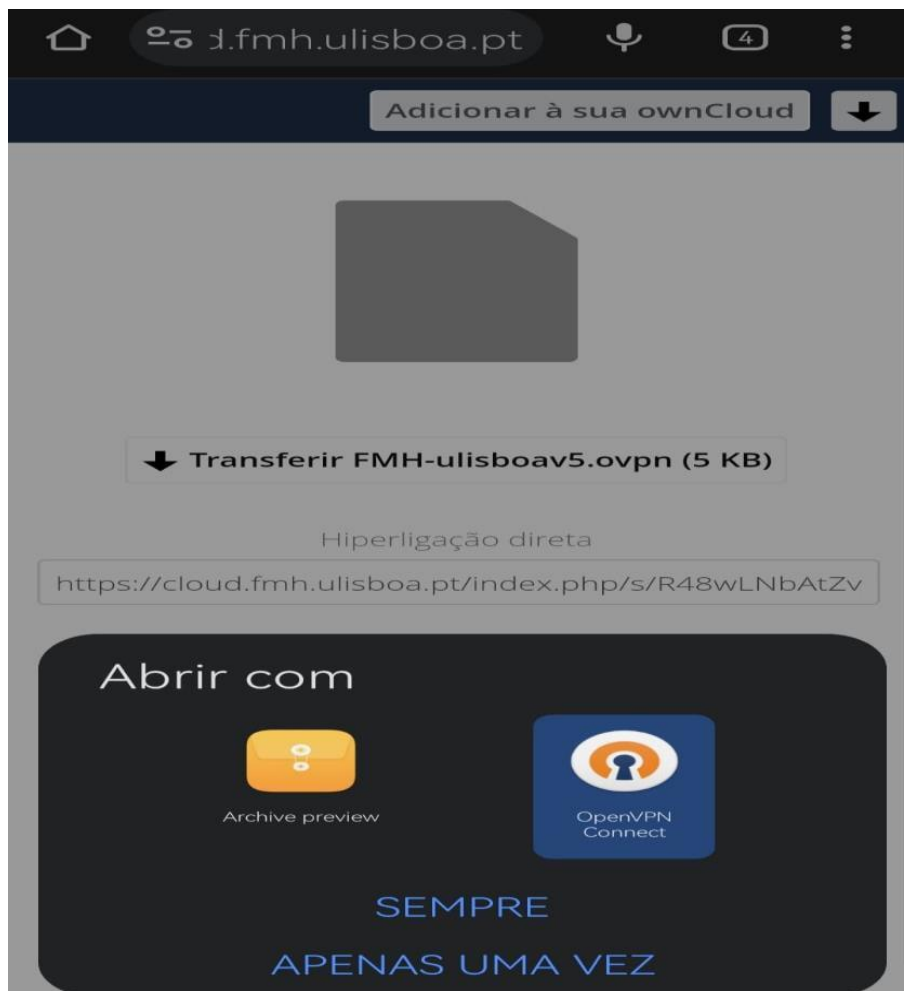 d.fmh.ulisboa.pt
4
Adicionar à sua ownCloud
Transferir FMH-ulisboav5.ovpn (5 KB)
Hiperligação direta
https://cloud.fmh.ulisboa.pt/index.php/s/R48wLNbAtZv
Abrir com
Archive preview
OpenVPN
Connect
SEMPRE
APENAS UMA VEZ